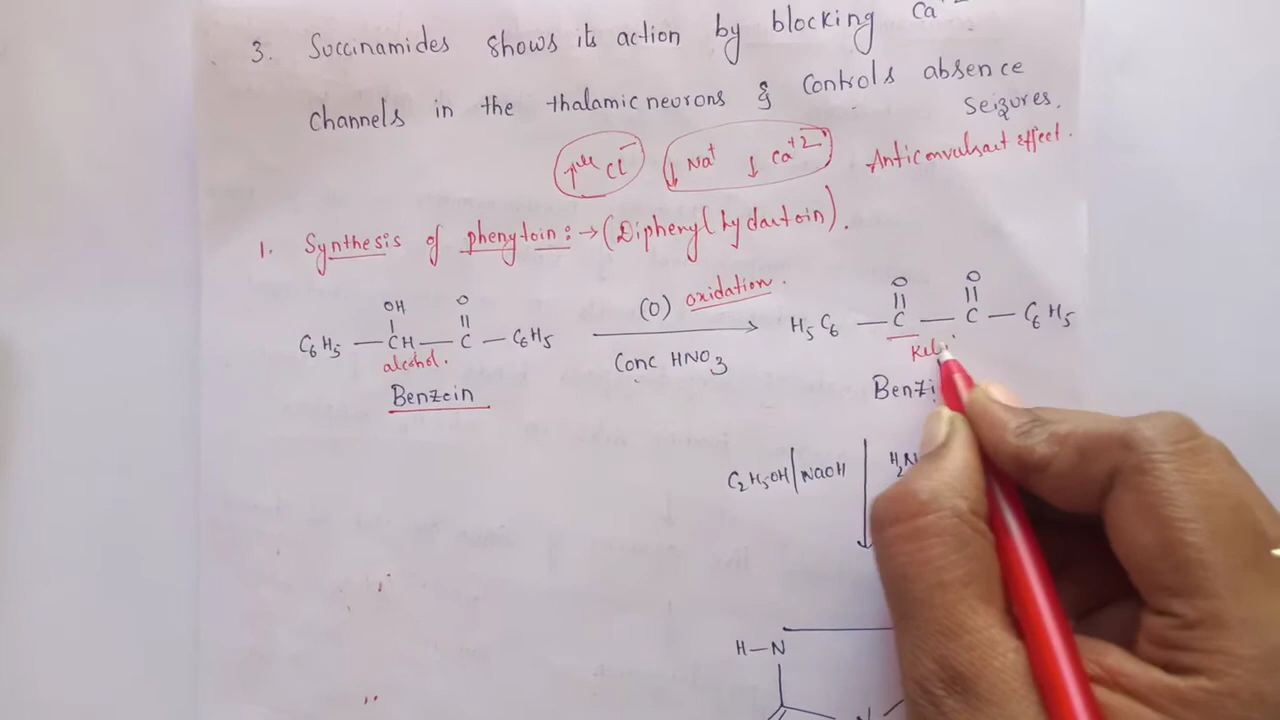 3. Succinamides shows its action by blocking Ca+2
channels in the thalamic neurons & controls absence
seizures.
Cl- ↓ Na+ ↓ Ca+2 Anticonvulsant effect.
1. Synthesis of phenytoin:→(Diphenyl hydantoin).
C6H5 — CH(OH) — C(=O) — C6H5 (O) oxidation. H5C6 — C(=O) — C(=O) — C6H5
alcohol. Conc HNO3
Benzoin Benzi
C2H5OH/NaOH H2N
H—N